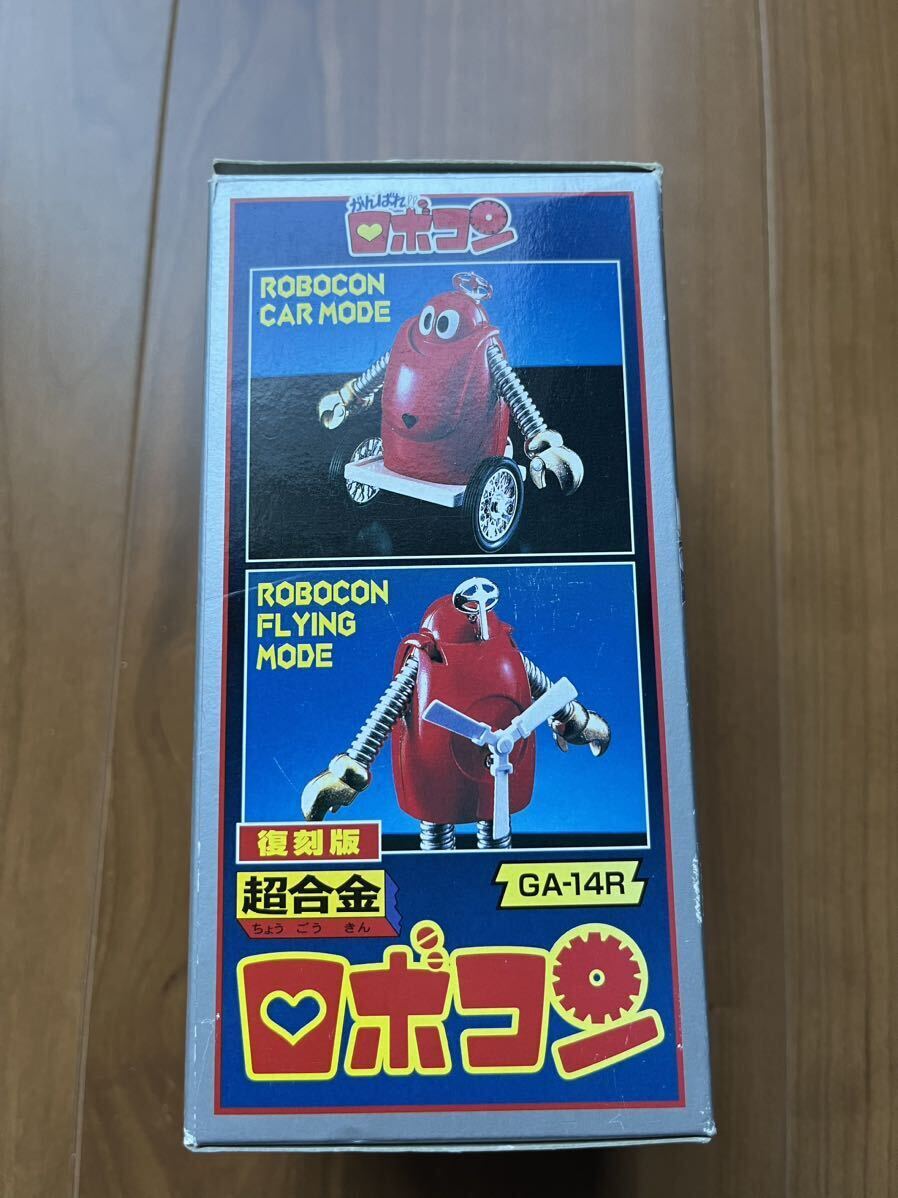 がんばれ!!
ロボコン
ROBOCON
CAR MODE
ROBOCON
FLYING
MODE
復刻版
超合金
ちょう ごう きん
GA-14R
ロボコン